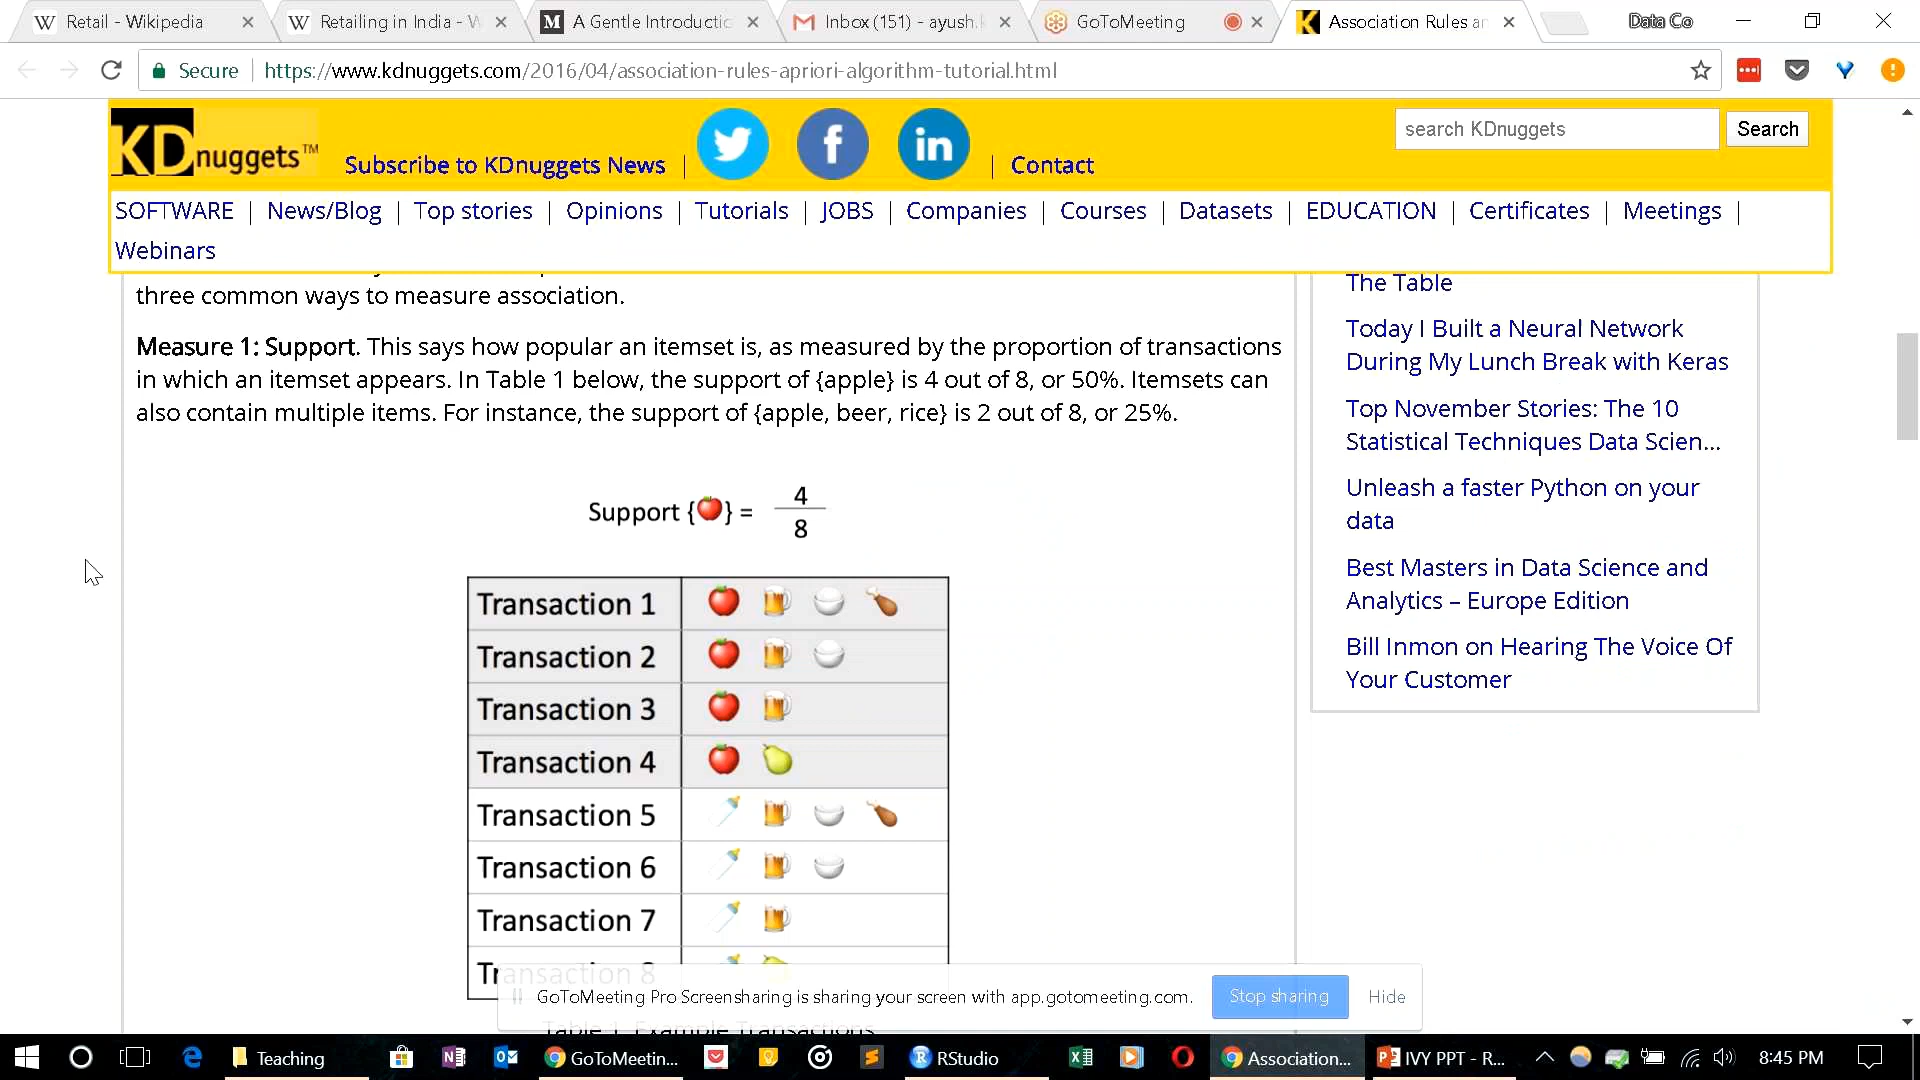 Retail - Wikipedia
Retailing in India - W
A Gentle Introductio
Inbox (151) - ayush.k
GoToMeeting
Association Rules an
Data Co
Secure https://www.kdnuggets.com/2016/04/association-rules-apriori-algorithm-tutorial.html
KDnuggets™ Subscribe to KDnuggets News | | Contact
search KDnuggets Search
SOFTWARE | News/Blog | Top stories | Opinions | Tutorials | JOBS | Companies | Courses | Datasets | EDUCATION | Certificates | Meetings |
Webinars
three common ways to measure association.
Measure 1: Support. This says how popular an itemset is, as measured by the proportion of transactions
in which an itemset appears. In Table 1 below, the support of {apple} is 4 out of 8, or 50%. Itemsets can
also contain multiple items. For instance, the support of {apple, beer, rice} is 2 out of 8, or 25%.
Support { } = 4
8
Transaction 1
Transaction 2
Transaction 3
Transaction 4
Transaction 5
Transaction 6
Transaction 7
Transaction 8
Table 1. Example Transactions
The Table
Today I Built a Neural Network
During My Lunch Break with Keras
Top November Stories: The 10
Statistical Techniques Data Scien...
Unleash a faster Python on your
data
Best Masters in Data Science and
Analytics – Europe Edition
Bill Inmon on Hearing The Voice Of
Your Customer
GoToMeeting Pro Screensharing is sharing your screen with app.gotomeeting.com. Stop sharing Hide
Teaching
GoToMeetin...
RStudio
Association...
IVY PPT - R...
8:45 PM